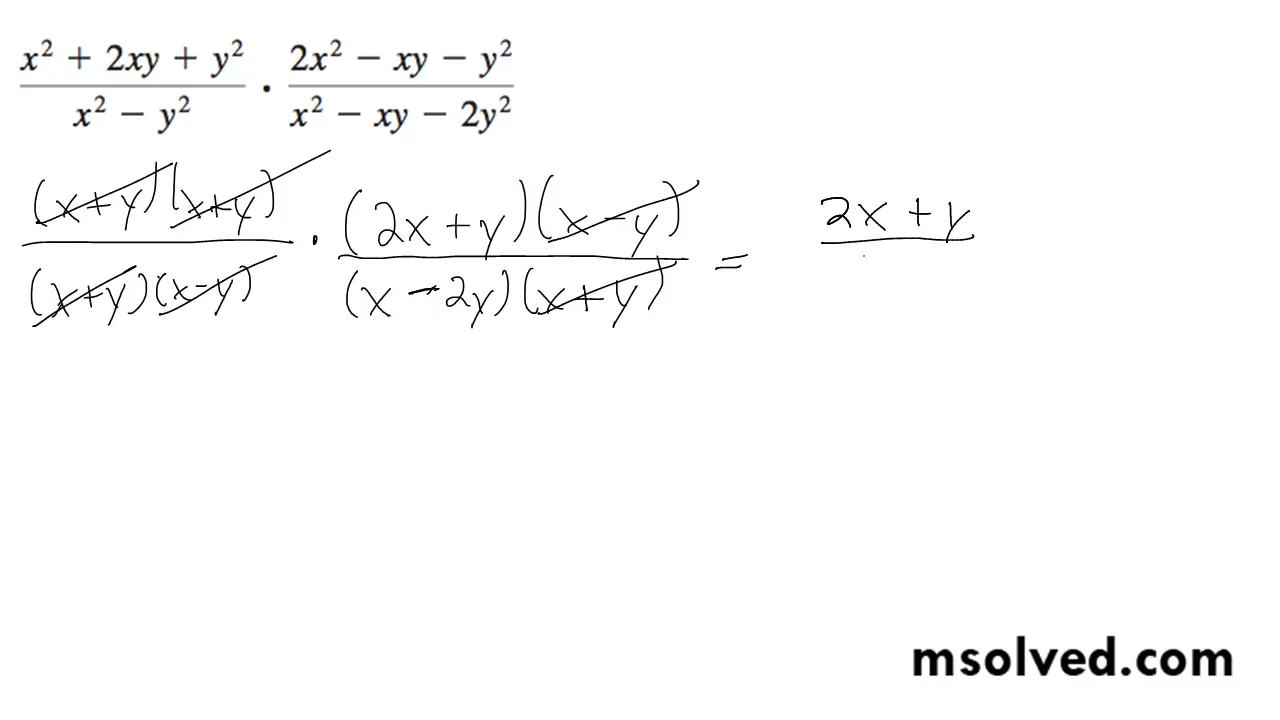 x² + 2xy + y² / x² − y² · 2x² − xy − y² / x² − xy − 2y²
(x+y)(x+y) / (x+y)(x−y) · (2x+y)(x−y) / (x−2y)(x+y) = 2x+y /
msolved.com